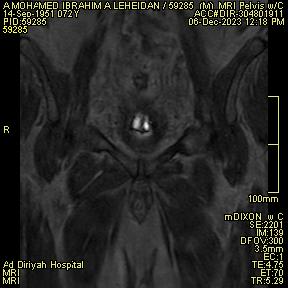 A MOHAMED IBRAHIM A LEHEIDAN / 59285 (M) MRI Pelvis w/C
14-Sep-1951 072Y ACC#DIR-304801911
PID:59285 06-Dec-2023 12:18 PM
59285
R
100mm
mDIXON_w C
SE:2201
IM:139
DFOV:300
3.5mm
EC:1
Ad Diriyah Hospital TE:4.75
MRI ET:70
MRI TR:5.29